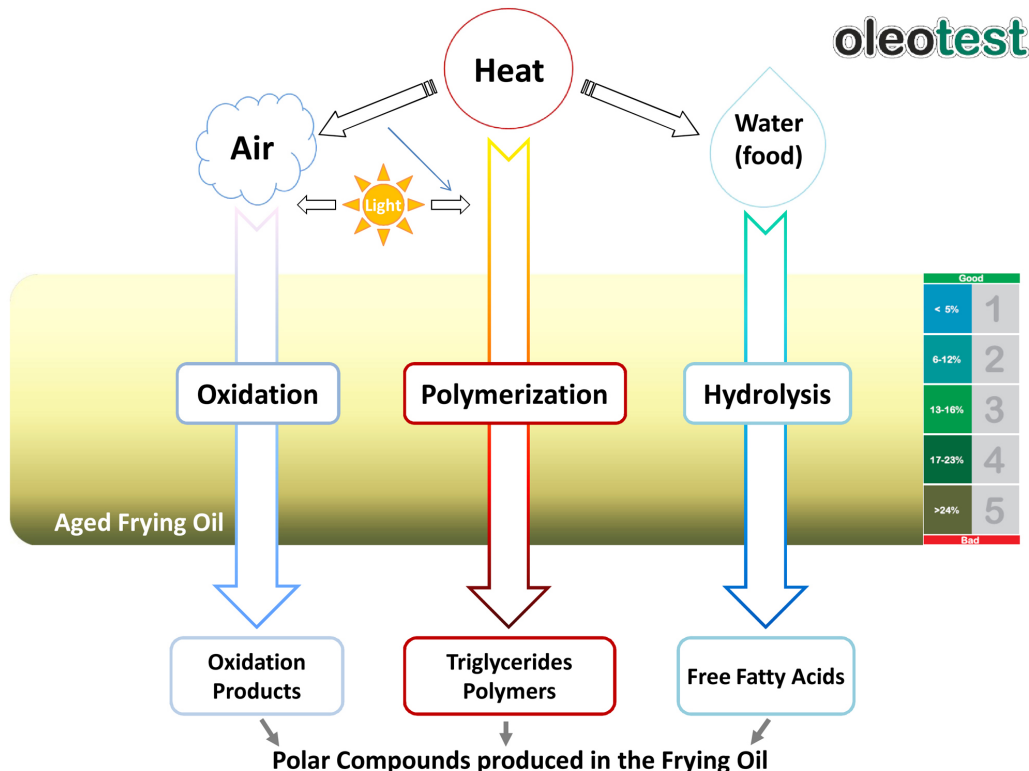 oleotest
Heat
Air
Water
(food)
Light
Good
< 5%
1
6-12%
2
Oxidation
Polymerization
Hydrolysis
13-16%
3
17-23%
4
Aged Frying Oil
>24%
5
Bad
Oxidation
Products
Triglycerides
Polymers
Free Fatty Acids
Polar Compounds produced in the Frying Oil